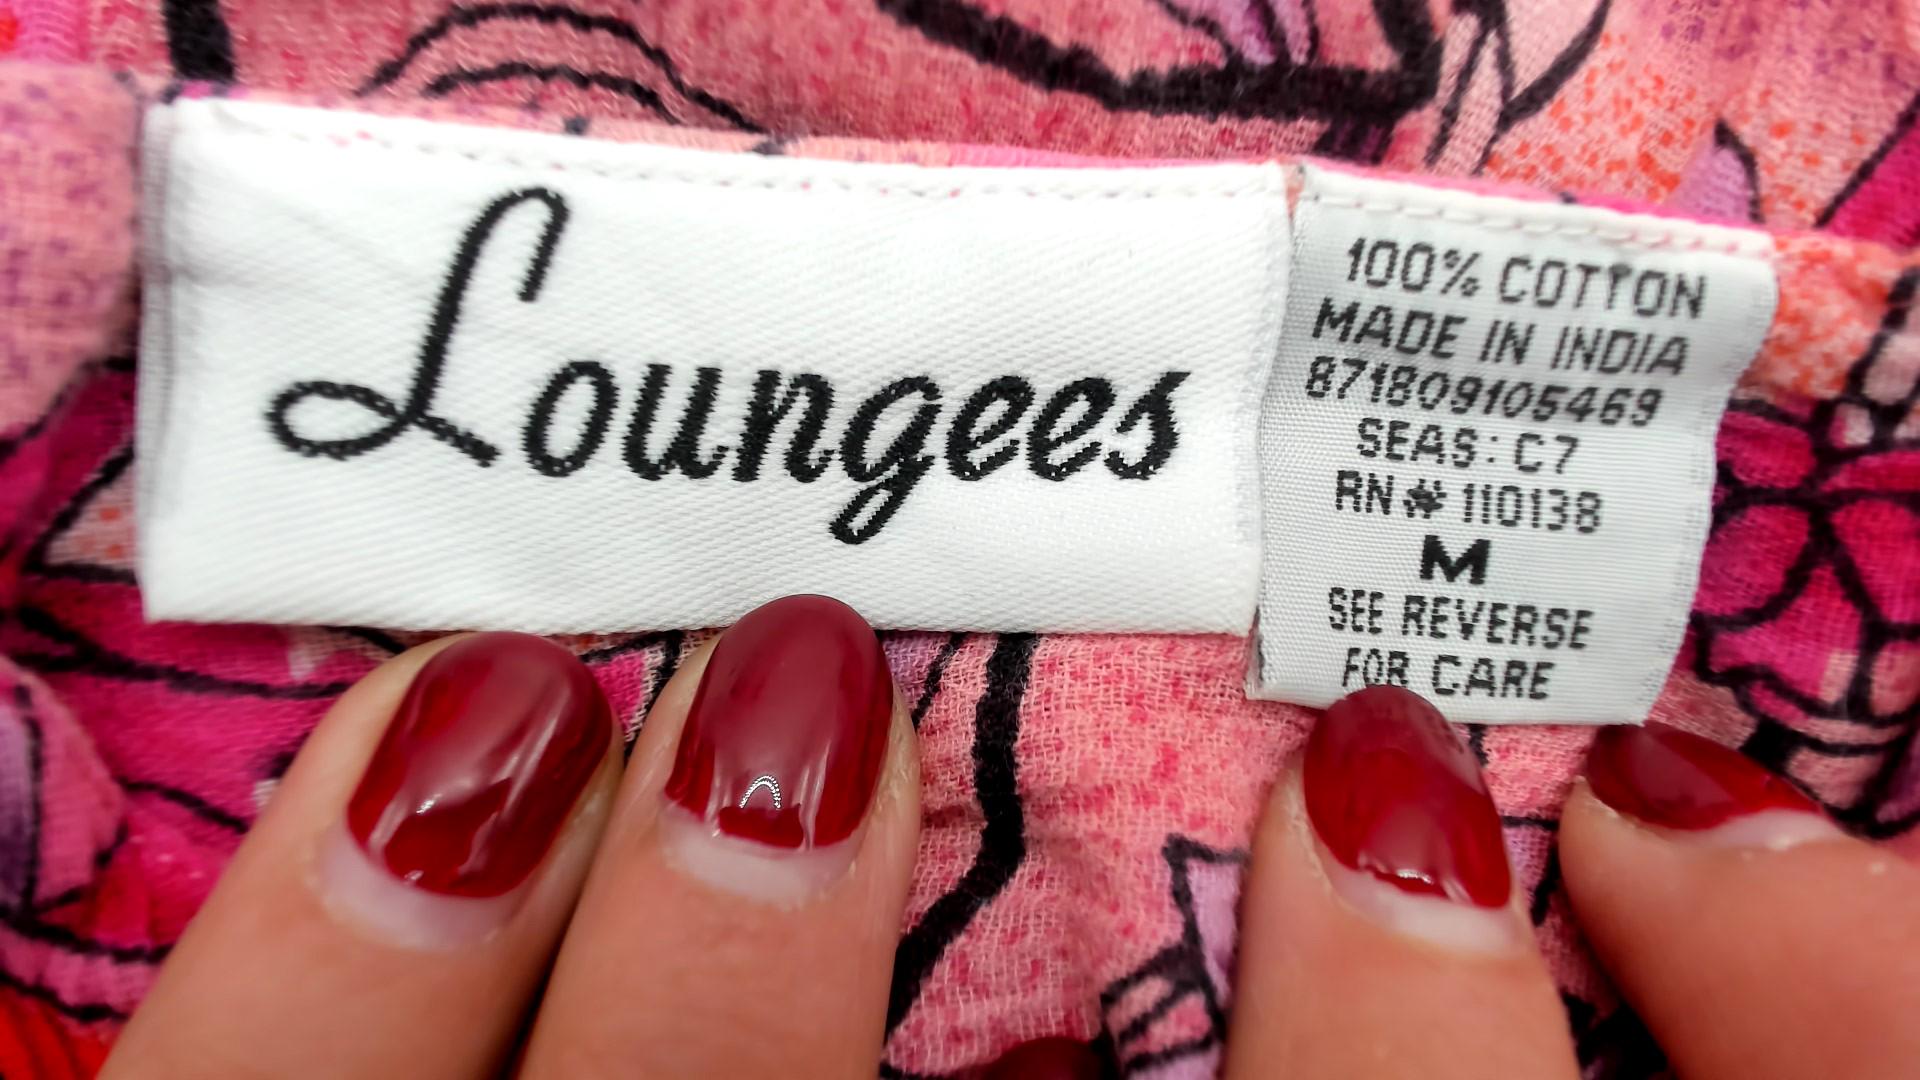 Loungees
100% COTTON
MADE IN INDIA
871809105469
SEAS: C7
RN# 110138
M
SEE REVERSE
FOR CARE